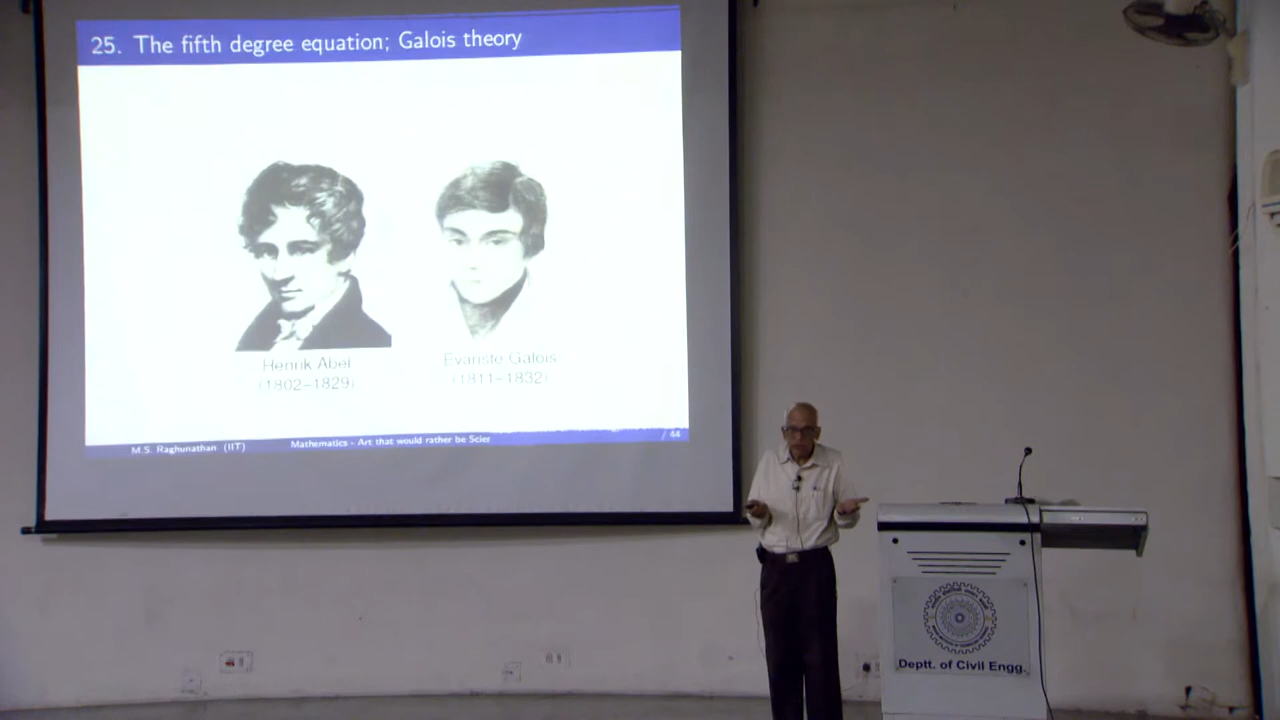 25. The fifth degree equation; Galois theory
Henrik Abel
(1802–1829)
Evariste Galois
(1811–1832)
M.S. Raghunathan (IIT)
Mathematics - Art that would rather be Scier
/ 44
Deptt. of Civil Engg.